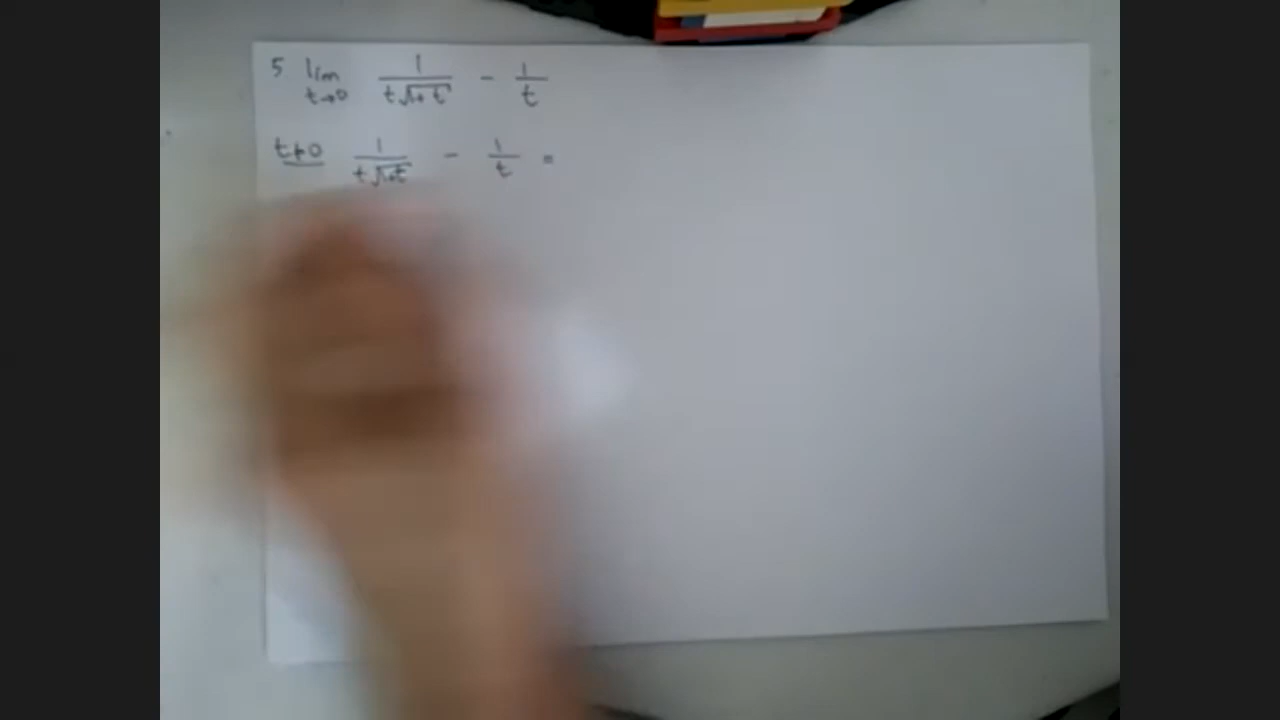 5 lim t→0 1/(t√(1+t)) - 1/t
t≠0 1/(t√(1+t)) - 1/t =